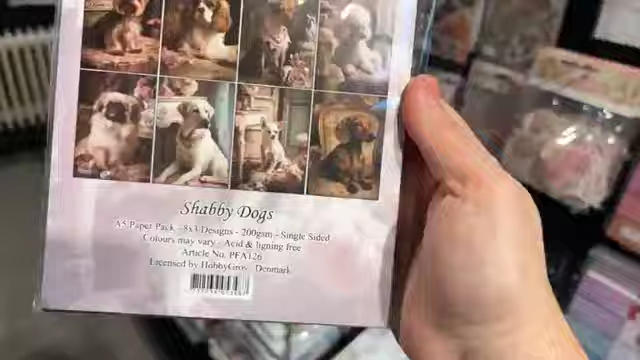 Shabby Dogs
A5 Paper Pack - 8x3 Designs - 200gsm - Single Sided
Colours may vary - Acid & ligning free
Article No. PFA126
Licensed by HobbyGros Denmark